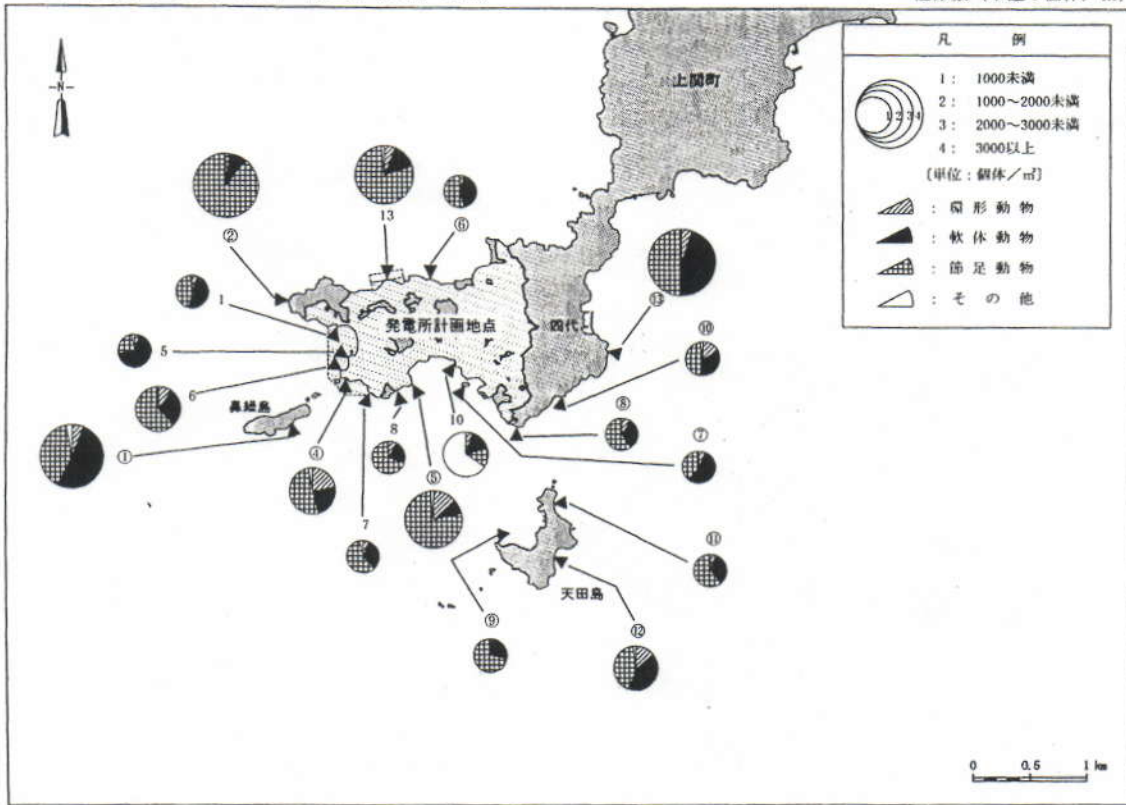 N
上関町
凡 例
1: 1000未満
2: 1000~2000未満
3: 2000~3000未満
4: 3000以上
[単位:個体/㎡]
1 2 3 4
: 環形動物
: 軟体動物
: 節足動物
: その他
13
⑥
②
⑬
1
発電所計画地点
四代
5
⑩
6
鼻繰島
8
10
⑧
⑦
①
④
⑤
7
⑪
天田島
⑨
⑫
0 0.5 1 km